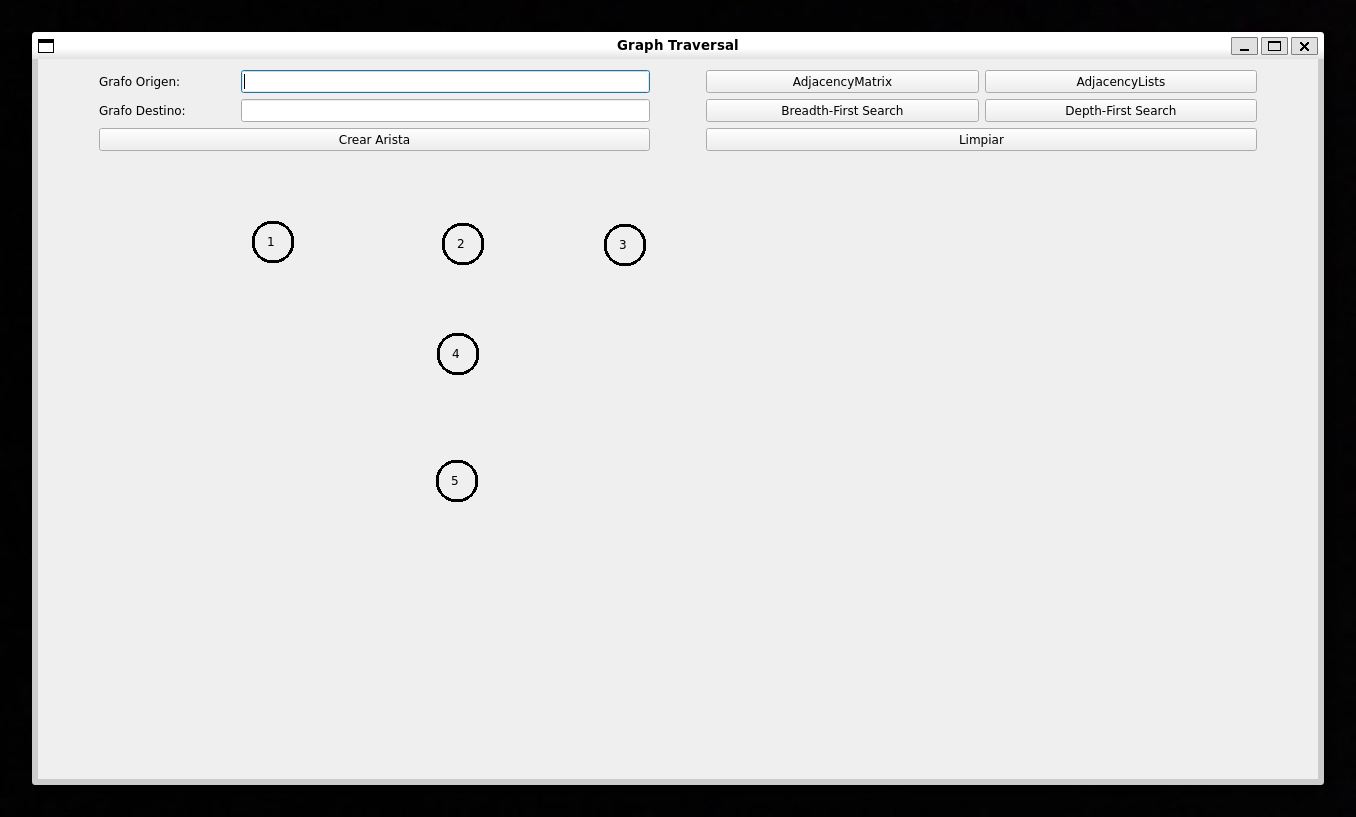 Graph Traversal
Grafo Origen:
AdjacencyMatrix
AdjacencyLists
Grafo Destino:
Breadth-First Search
Depth-First Search
Crear Arista
Limpiar
1
2
3
4
5